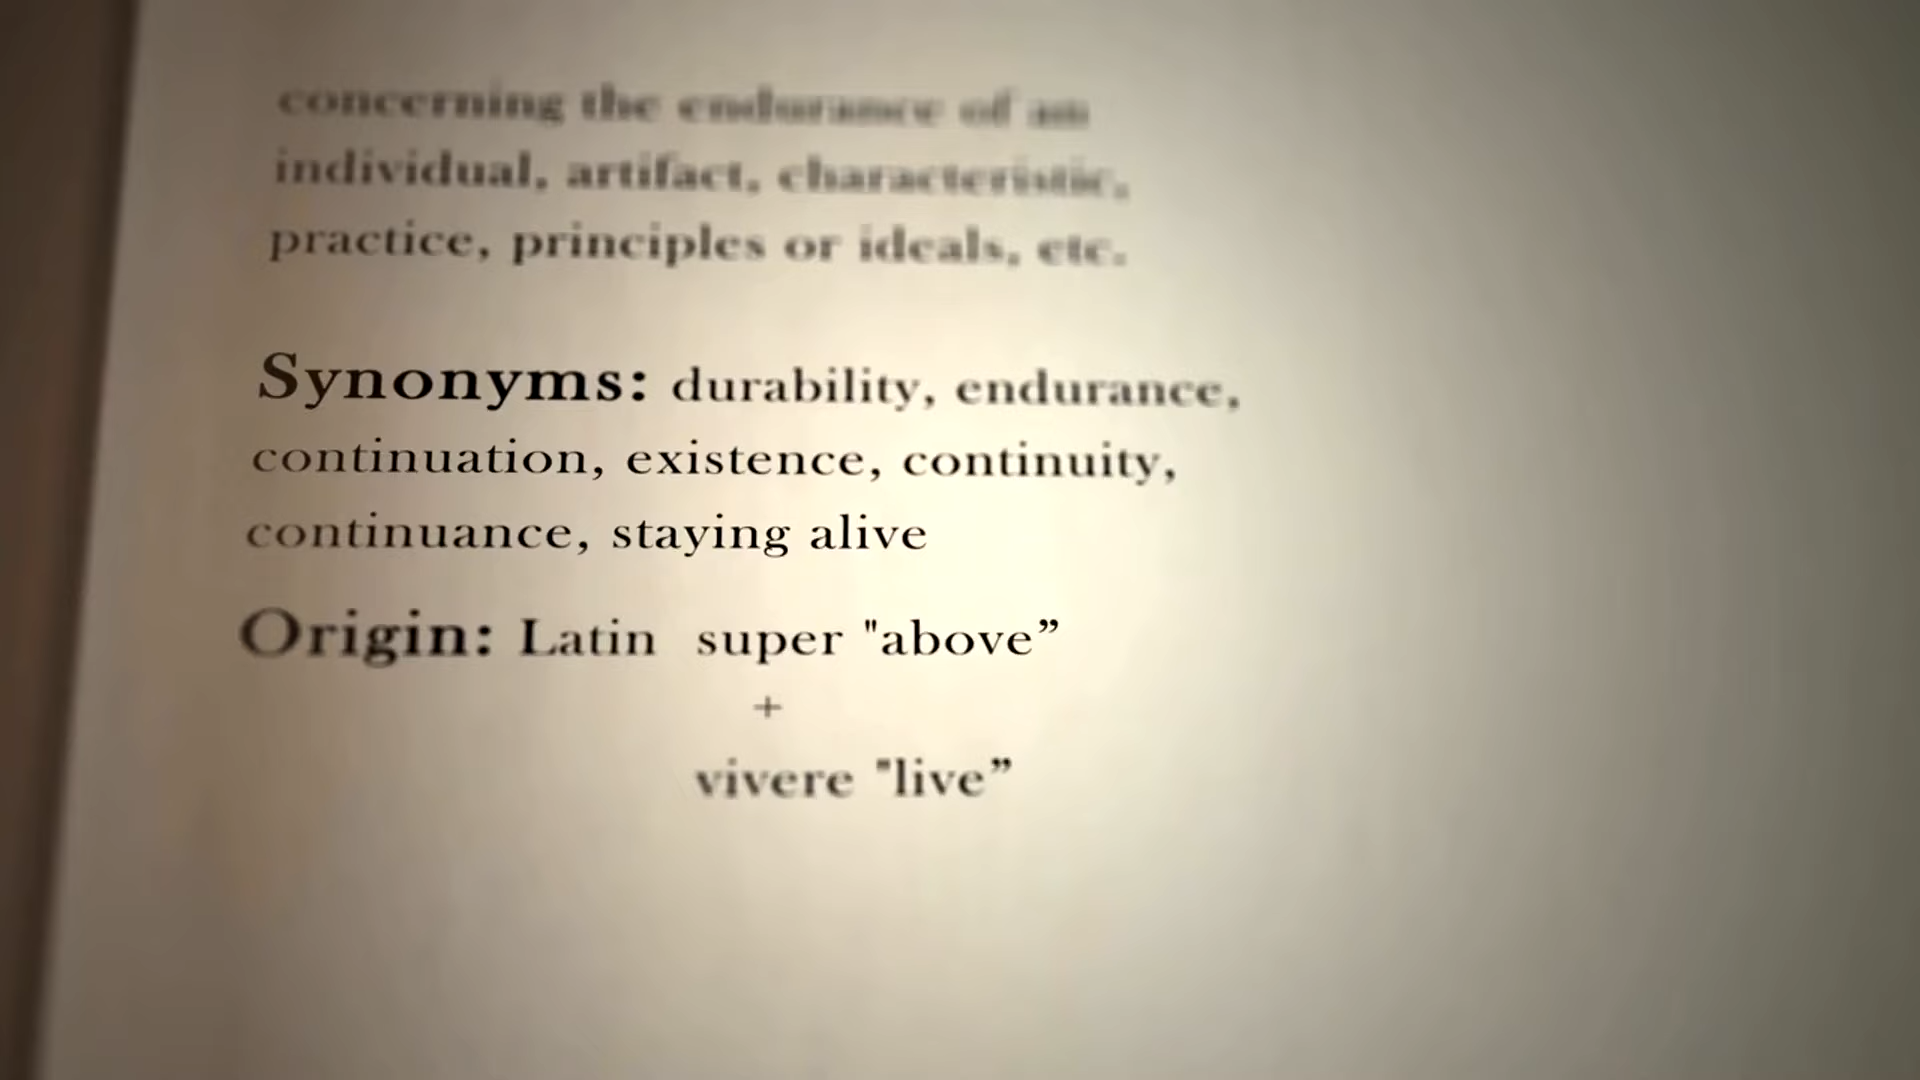 concerning the endurance of an
individual, artifact, characteristic,
practice, principles or ideals, etc.
Synonyms: durability, endurance,
continuation, existence, continuity,
continuance, staying alive
Origin: Latin super "above”
+
vivere "live”